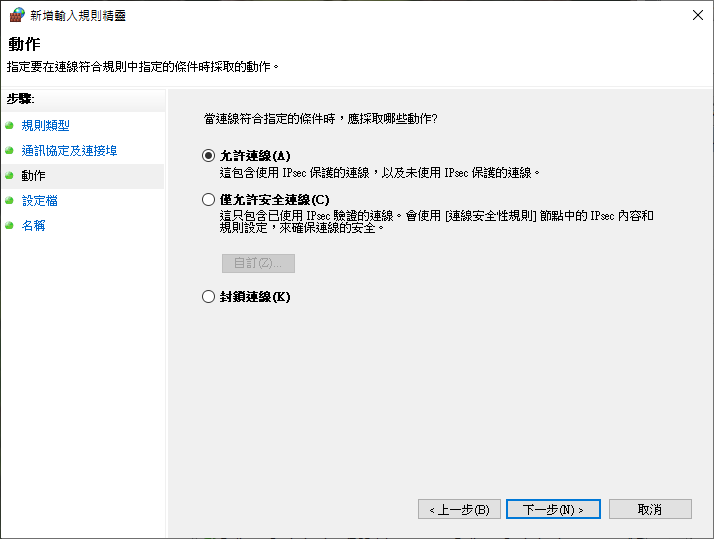 新增輸入規則精靈
動作
指定要在連線符合規則中指定的條件時採取的動作。
步驟:
規則類型
通訊協定及連接埠
動作
設定檔
名稱
當連線符合指定的條件時，應採取哪些動作?
允許連線(A)
這包含使用 IPsec 保護的連線，以及未使用 IPsec 保護的連線。
僅允許安全連線(C)
這只包含已使用 IPsec 驗證的連線。會使用 [連線安全性規則] 節點中的 IPsec 內容和
規則設定，來確保連線的安全。
自訂(Z)...
封鎖連線(K)
< 上一步(B)
下一步(N) >
取消